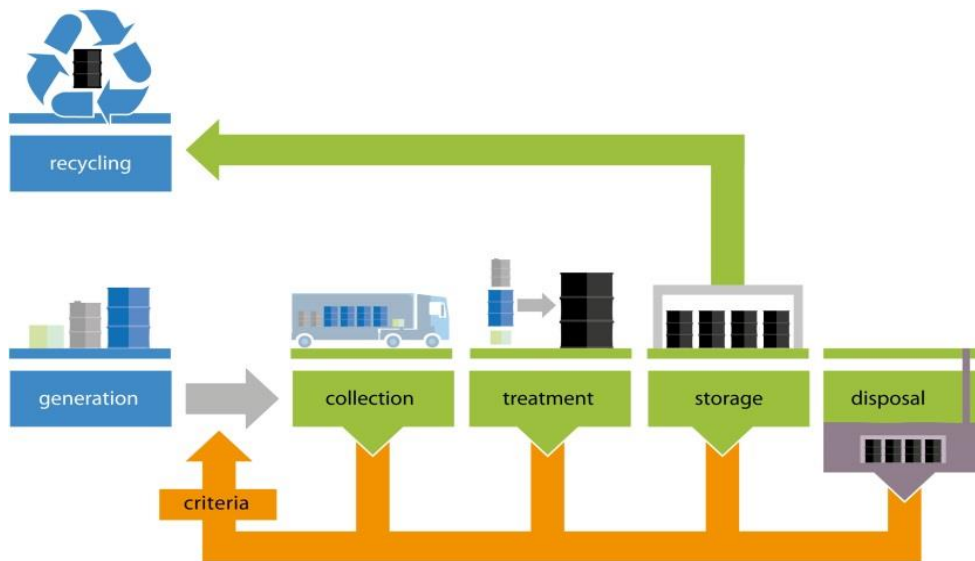 recycling
generation
collection
treatment
storage
disposal
criteria